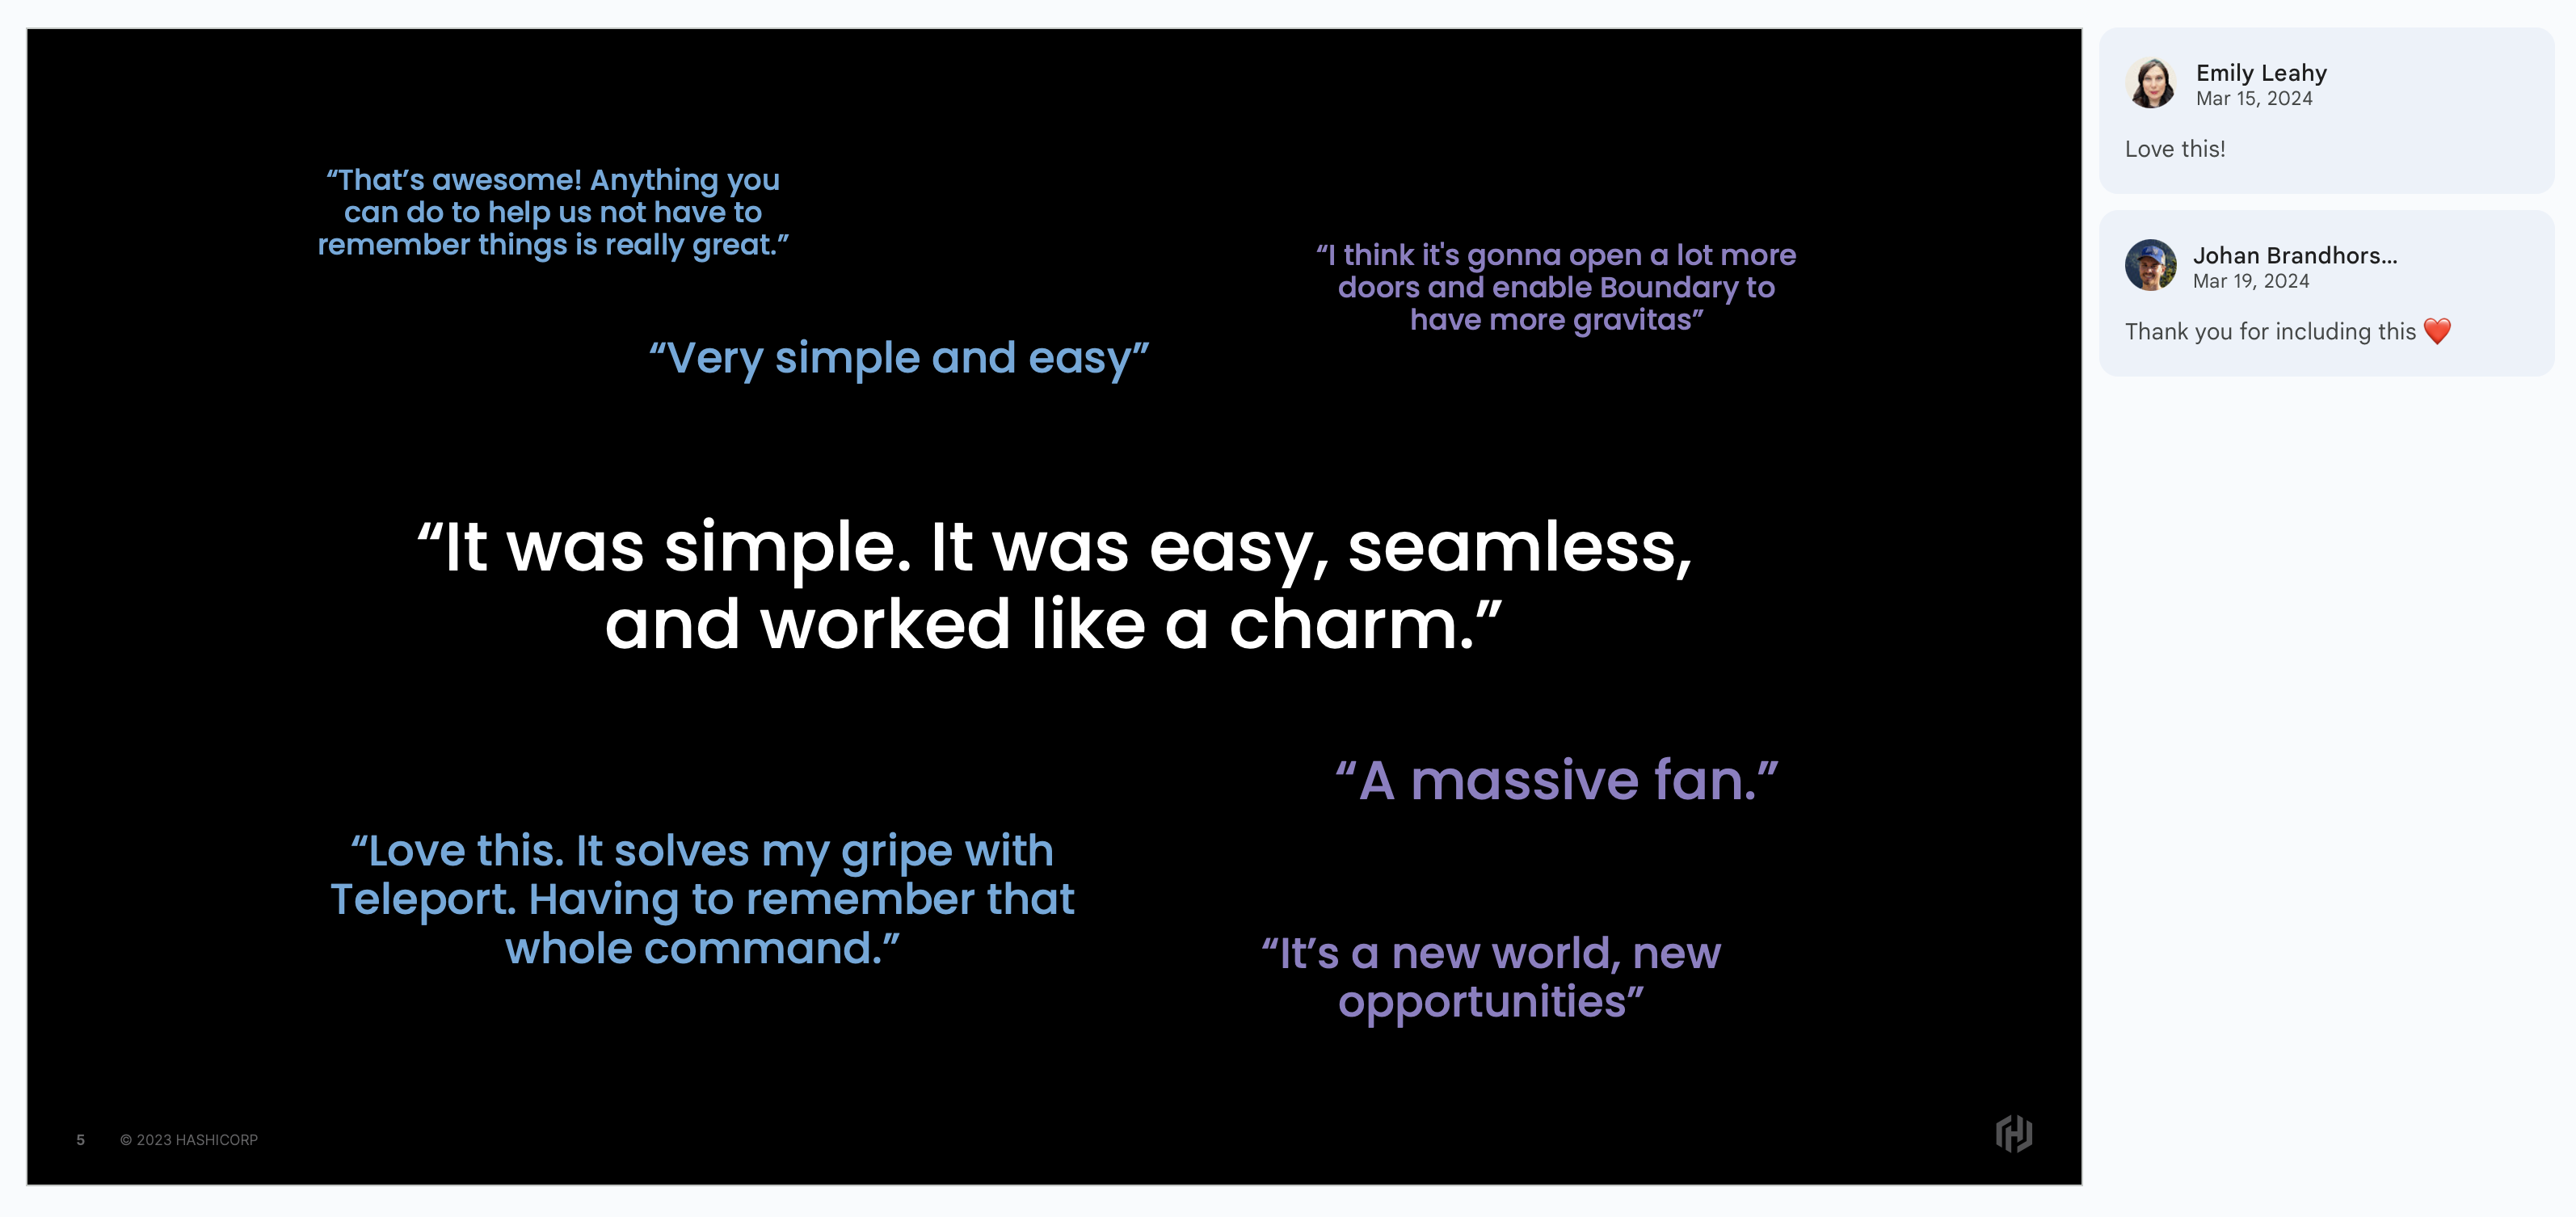 “That’s awesome! Anything you
can do to help us not have to
remember things is really great.”
“I think it's gonna open a lot more
doors and enable Boundary to
have more gravitas”
“Very simple and easy”
“It was simple. It was easy, seamless,
and worked like a charm.”
“A massive fan.”
“Love this. It solves my gripe with
Teleport. Having to remember that
whole command.”
“It’s a new world, new
opportunities”
5 © 2023 HASHICORP
Emily Leahy
Mar 15, 2024
Love this!
Johan Brandhors...
Mar 19, 2024
Thank you for including this ❤️